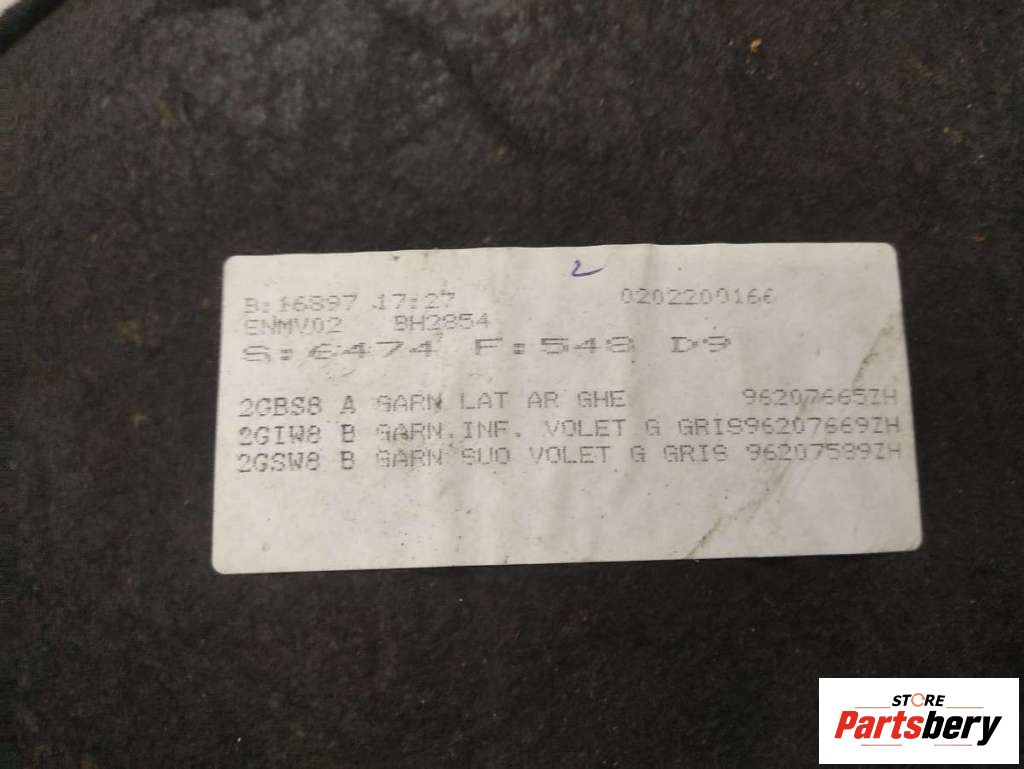 2
B:16897 17:27 0202200166
ENMV02 BH2854
S:6474 F:548 D9
2GBS8 A GARN LAT AR GHE 96207665ZH
2GIW8 B GARN.INF. VOLET G GRIS96207669ZH
2GSW8 B GARN SUO VOLET G GRIS 96207589ZH
STORE
Partsbery